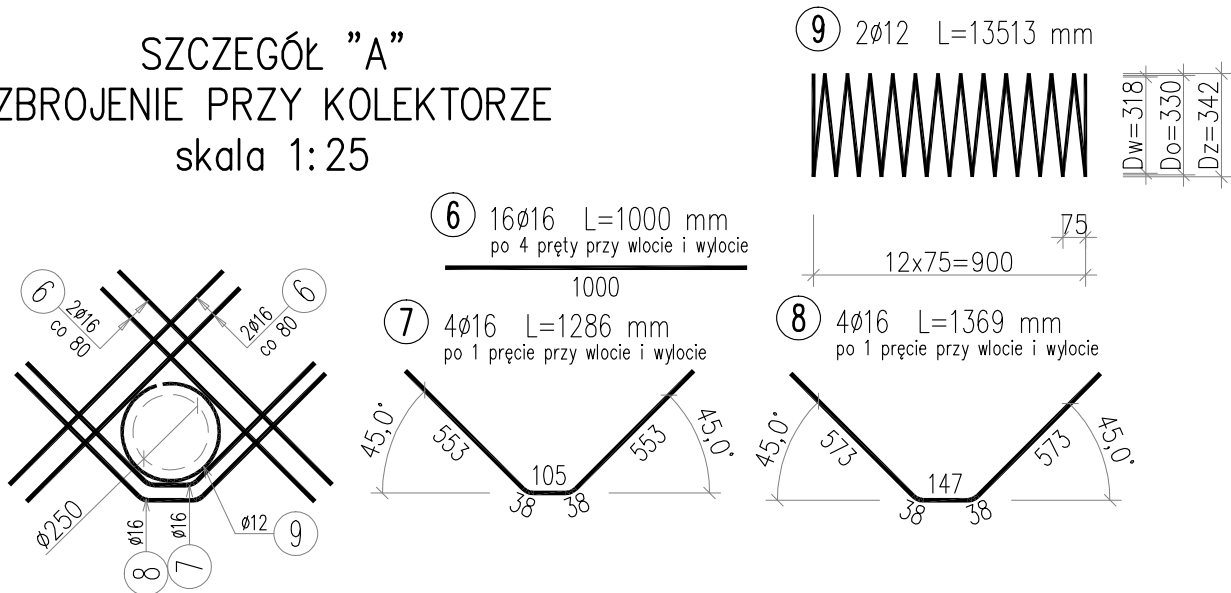 SZCZEGÓŁ "A"
ZBROJENIE PRZY KOLEKTORZE
skala 1:25
9 2ø12 L=13513 mm
Dw=318
Do=330
Dz=342
75
12x75=900
6 16ø16 L=1000 mm
po 4 pręty przy wlocie i wylocie
1000
7 4ø16 L=1286 mm
po 1 pręcie przy wlocie i wylocie
45,0°
553
105
553
45,0°
38
38
8 4ø16 L=1369 mm
po 1 pręcie przy wlocie i wylocie
45,0°
573
147
573
45,0°
38
38
6
2ø16
co 80
6
2ø16
co 80
ø250
ø16
8
ø16
7
ø12
9